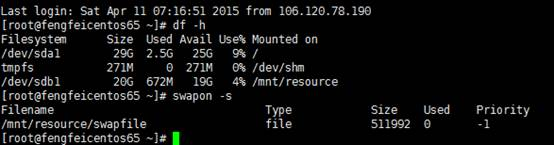 Last login: Sat Apr 11 07:16:51 2015 from 106.120.78.190
[root@fengfeicentos65 ~]# df -h
Filesystem Size Used Avail Use% Mounted on
/dev/sda1 29G 2.5G 25G 9% /
tmpfs 271M 0 271M 0% /dev/shm
/dev/sdb1 20G 672M 19G 4% /mnt/resource
[root@fengfeicentos65 ~]# swapon -s
Filename Type Size Used Priority
/mnt/resource/swapfile file 511992 0 -1
[root@fengfeicentos65 ~]#